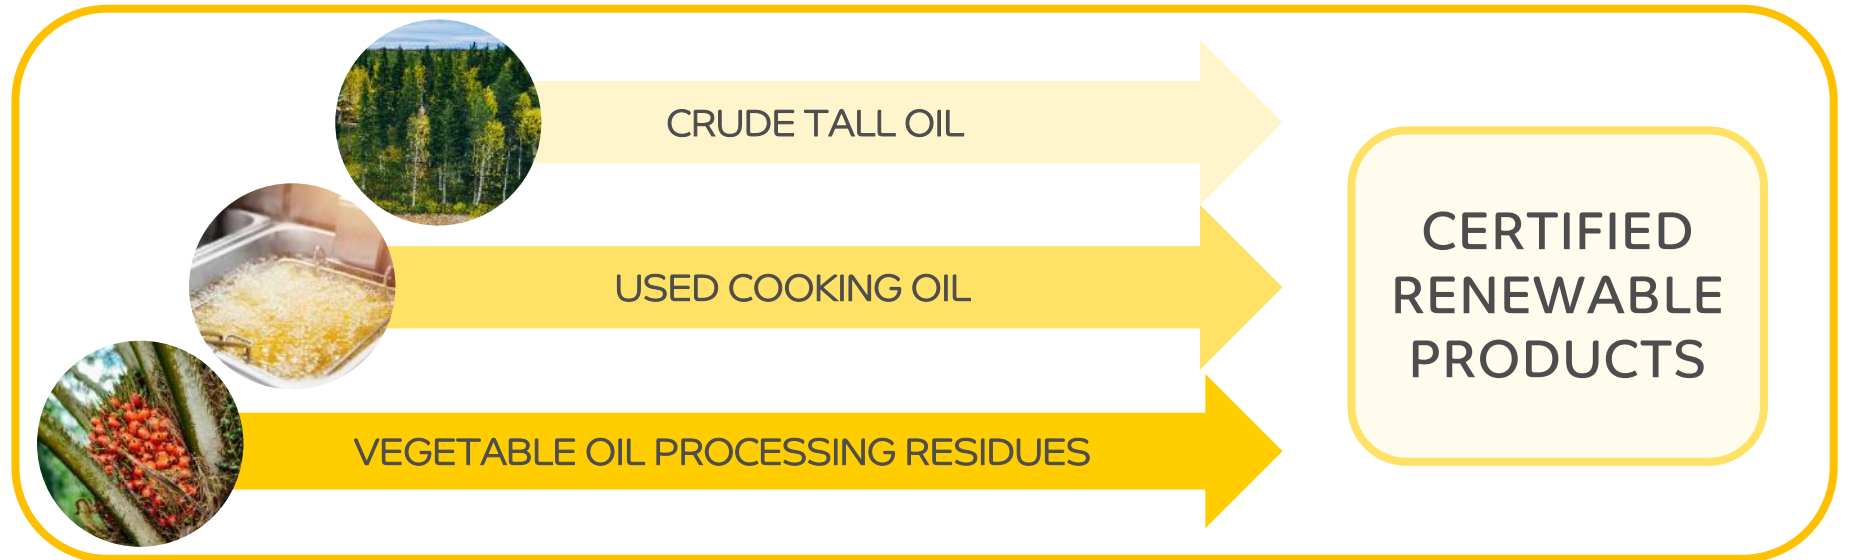 CRUDE TALL OIL
USED COOKING OIL
VEGETABLE OIL PROCESSING RESIDUES
CERTIFIED
RENEWABLE
PRODUCTS